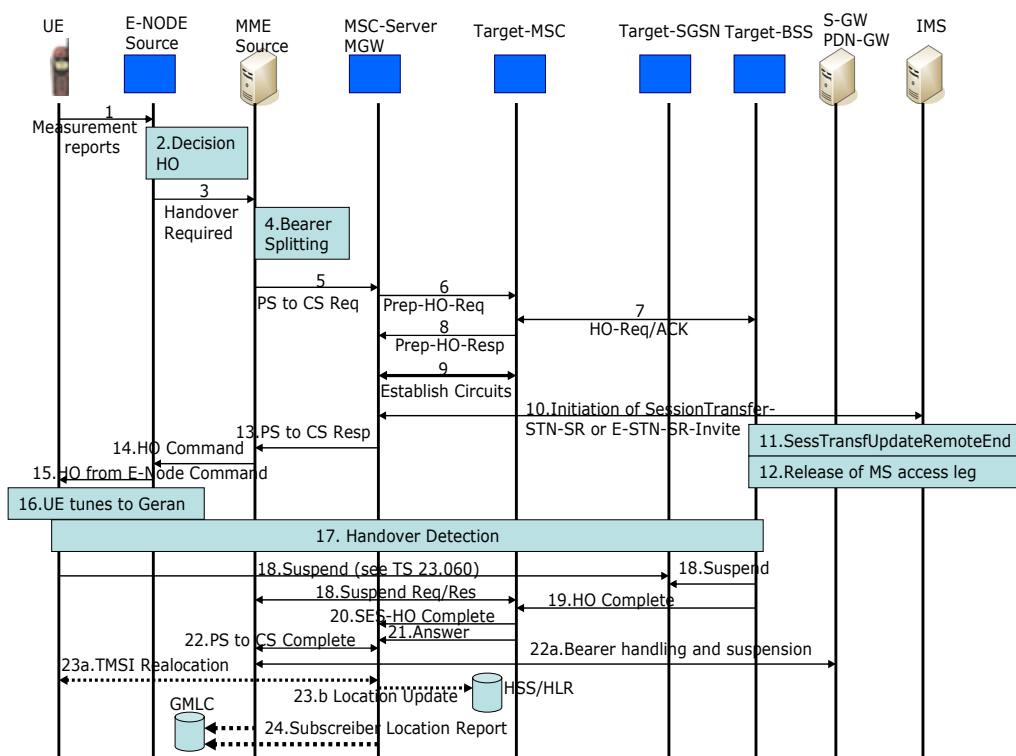 UE
E-NODE
Source
MME
Source
MSC-Server
MGW
Target-MSC
Target-SGSN
Target-BSS
S-GW
PDN-GW
IMS
1
Measurement
reports
2.Decision
HO
3
Handover
Required
4.Bearer
Splitting
5
PS to CS Req
6
Prep-HO-Req
7
HO-Req/ACK
8
Prep-HO-Resp
9
Establish Circuits
10.Initiation of SessionTransfer-
STN-SR or E-STN-SR-Invite
11.SessTransfUpdateRemoteEnd
12.Release of MS access leg
13.PS to CS Resp
14.HO Command
15.HO from E-Node Command
16.UE tunes to Geran
17. Handover Detection
18.Suspend (see TS 23.060)
18.Suspend
18.Suspend Req/Res
19.HO Complete
20.SES-HO Complete
21.Answer
22.PS to CS Complete
22a.Bearer handling and suspension
23a.TMSI Realocation
23.b Location Update
HSS/HLR
GMLC
24.Subscreiber Location Report